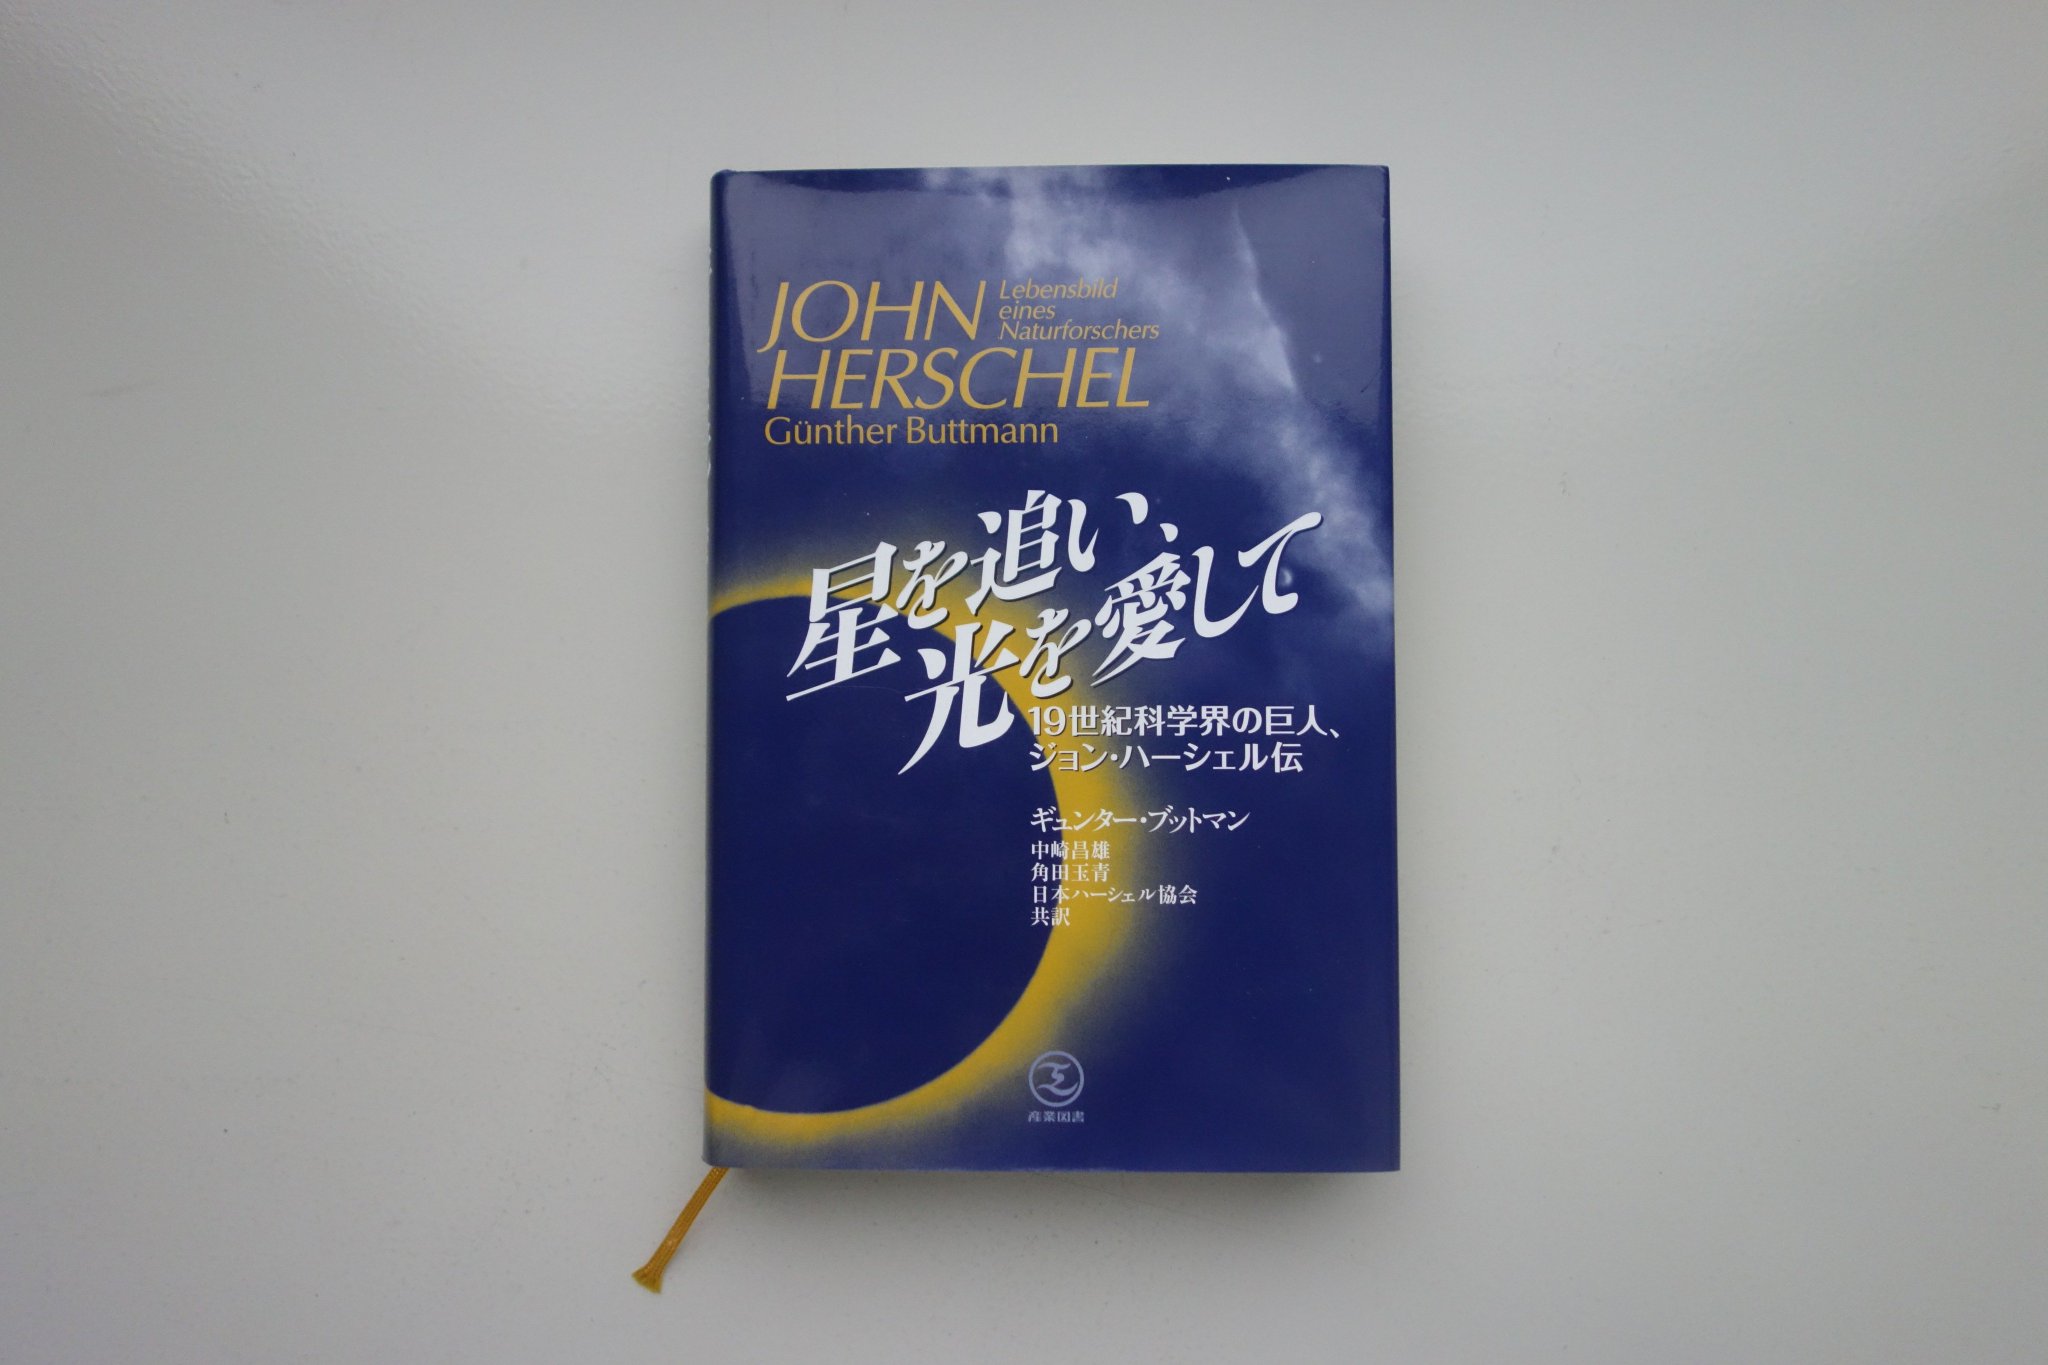 JOHN
Lebensbild
eines
Naturforschers
HERSCHEL
Günther Buttmann
星を追い、
光を愛して
19世紀科学界の巨人、
ジョン・ハーシェル伝
ギュンター・ブットマン
中崎昌雄
角田玉青
日本ハーシェル協会
共訳
産業図書